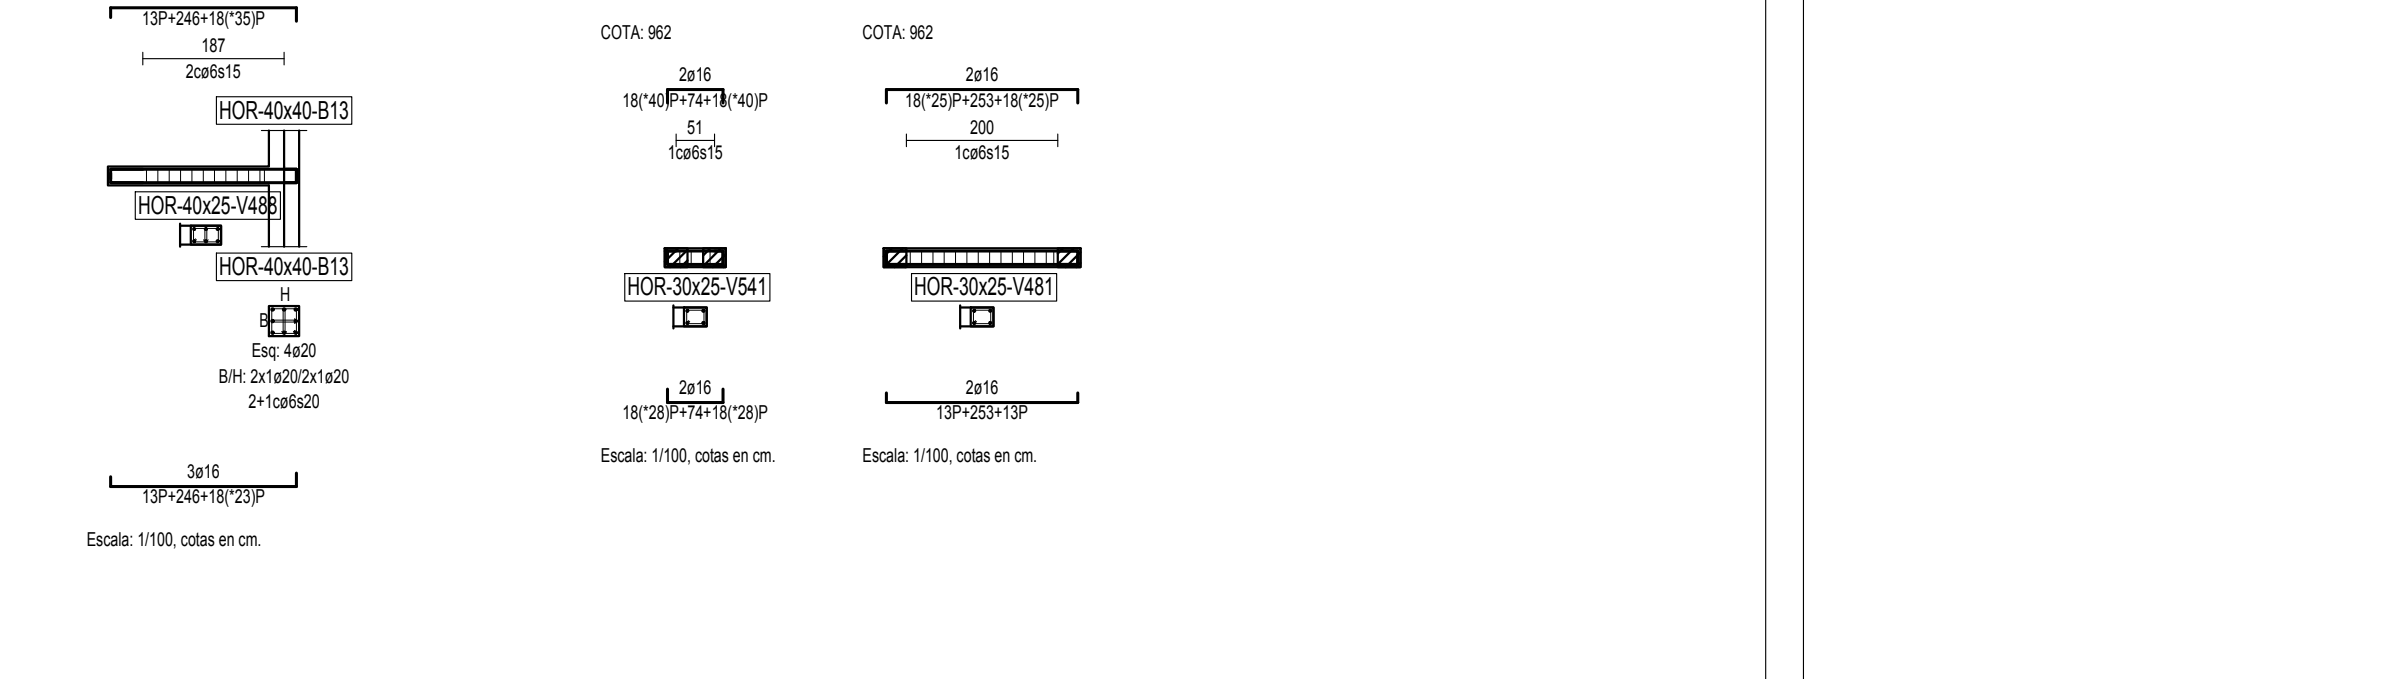 13P+246+18(*35)P
187
2cø6s15
HOR-40x40-B13
HOR-40x25-V488
HOR-40x40-B13
H
B
Esq: 4ø20
B/H: 2x1ø20/2x1ø20
2+1cø6s20
3ø16
13P+246+18(*23)P
Escala: 1/100, cotas en cm.
COTA: 962
2ø16
18(*40)P+74+18(*40)P
51
1cø6s15
HOR-30x25-V541
2ø16
18(*28)P+74+18(*28)P
Escala: 1/100, cotas en cm.
COTA: 962
2ø16
18(*25)P+253+18(*25)P
200
1cø6s15
HOR-30x25-V481
2ø16
13P+253+13P
Escala: 1/100, cotas en cm.